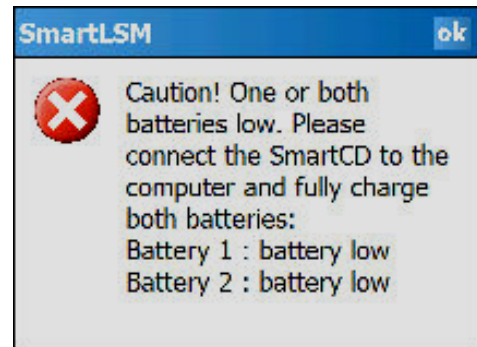 SmartLSM ok
Caution! One or both
batteries low. Please
connect the SmartCD to the
computer and fully charge
both batteries:
Battery 1 : battery low
Battery 2 : battery low